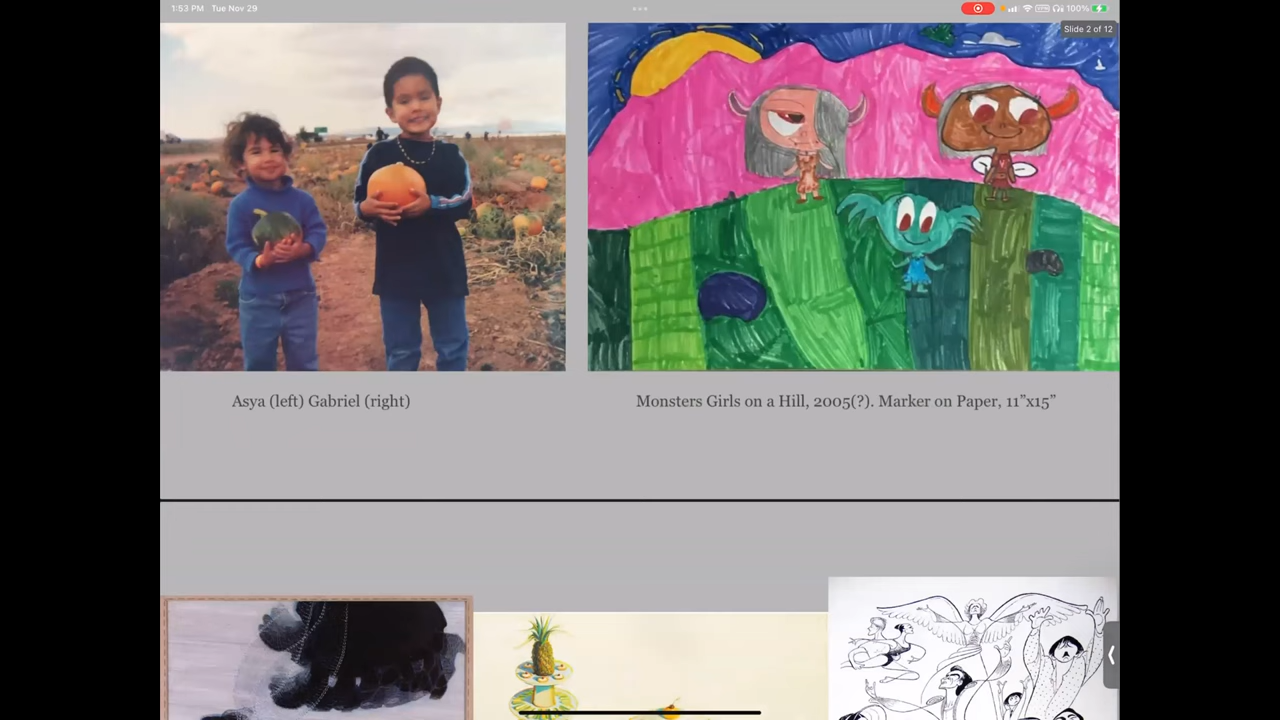 1:53 PM Tue Nov 29
VPN
100%
Slide 2 of 12
Asya (left) Gabriel (right)
Monsters Girls on a Hill, 2005(?). Marker on Paper, 11”x15”